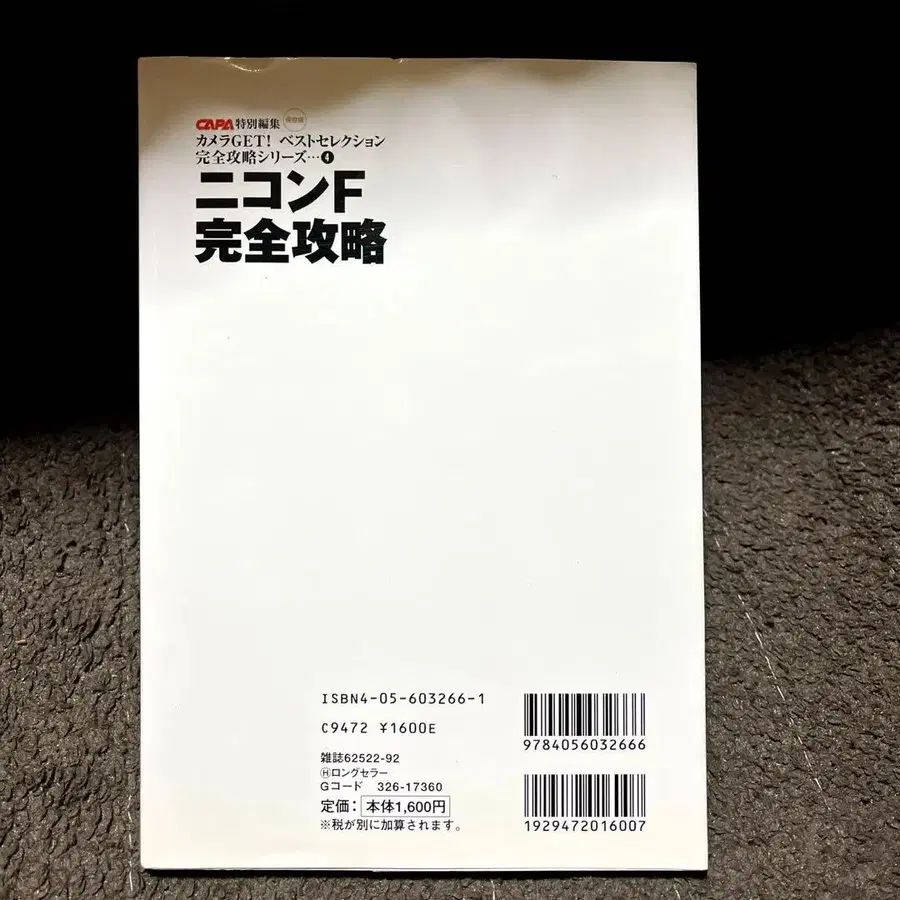 CAPA特別編集 保存版
カメラGET! ベストセレクション
完全攻略シリーズ…4
ニコンF
完全攻略
ISBN4-05-603266-1
C9472 ¥1600E
9784056032666
雑誌62522-92
Ⓗロングセラー
Gコード 326-17360
定価：本体1,600円
※税が別に加算されます。
1929472016007